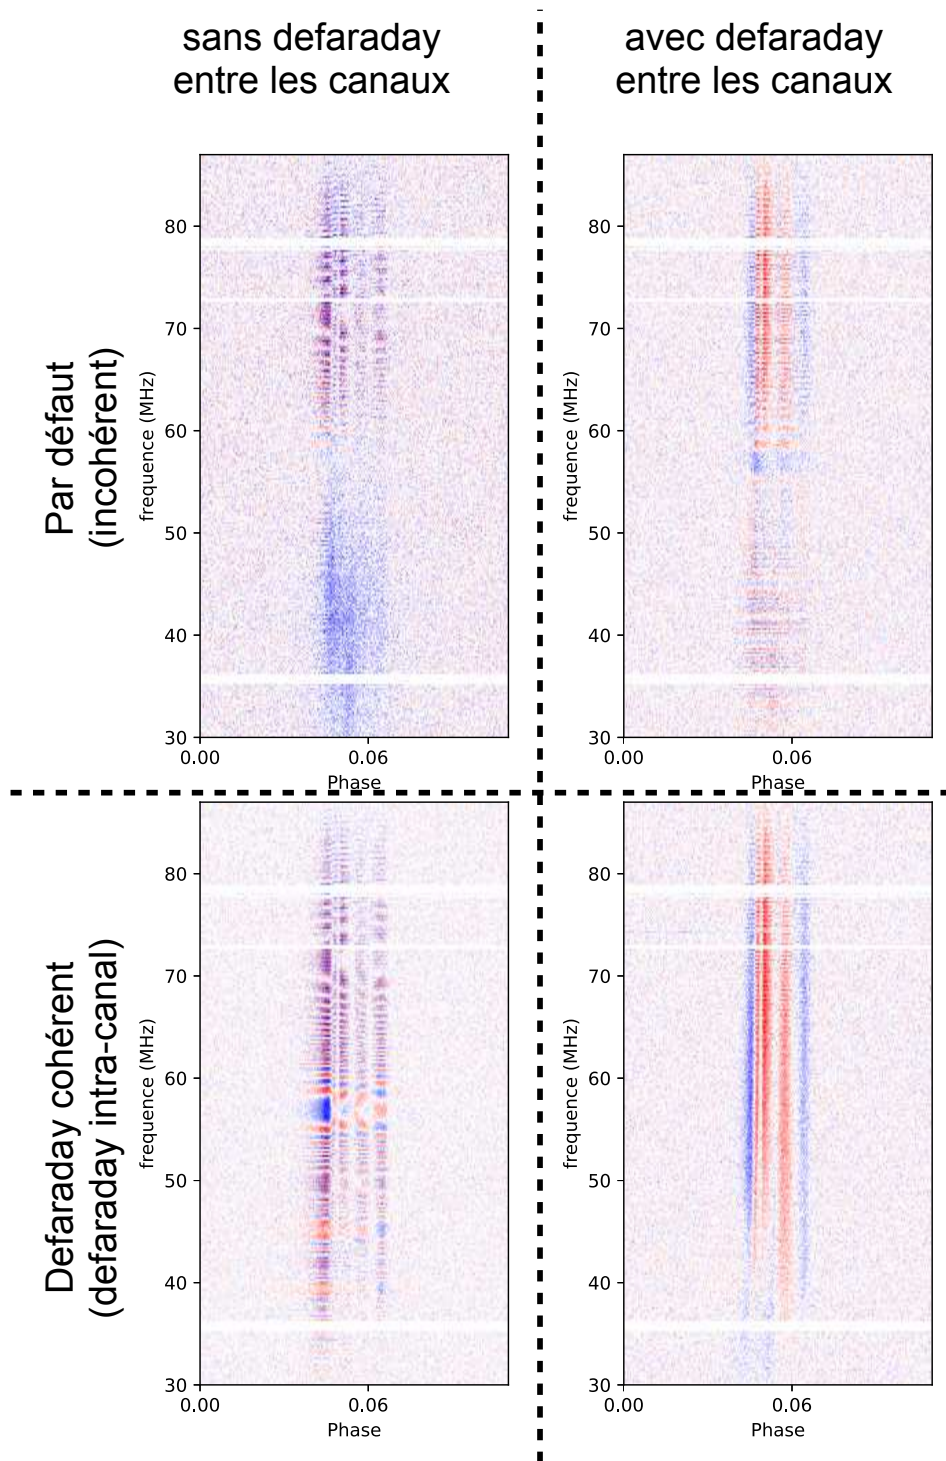 sans defaraday
entre les canaux
avec defaraday
entre les canaux
Par défaut
(incohérent)
frequence (MHz)
80
70
60
50
40
30
0.00
0.06
Phase
frequence (MHz)
80
70
60
50
40
30
0.00
0.06
Phase
Defaraday cohérent
(defaraday intra-canal)
frequence (MHz)
80
70
60
50
40
30
0.00
0.06
Phase
frequence (MHz)
80
70
60
50
40
30
0.00
0.06
Phase